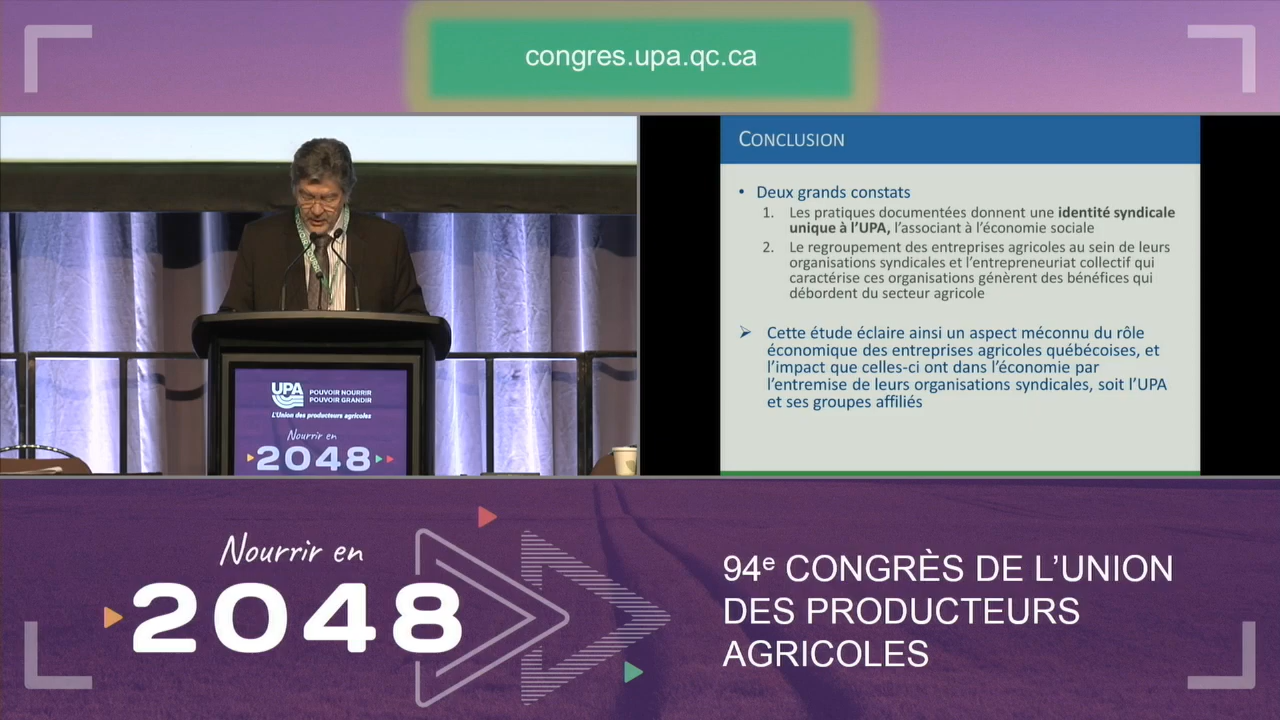 congres.upa.qc.ca
CONCLUSION
• Deux grands constats
1. Les pratiques documentées donnent une identité syndicale
unique à l'UPA, l'associant à l'économie sociale
2. Le regroupement des entreprises agricoles au sein de leurs
organisations syndicales et l'entrepreneuriat collectif qui
caractérise ces organisations génèrent des bénéfices qui
débordent du secteur agricole
➢ Cette étude éclaire ainsi un aspect méconnu du rôle
économique des entreprises agricoles québécoises, et
l'impact que celles-ci ont dans l'économie par
l'entremise de leurs organisations syndicales, soit l'UPA
et ses groupes affiliés
UPA
POUVOIR NOURRIR
POUVOIR GRANDIR
L'Union des producteurs agricoles
Nourrir en
2048
Nourrir en
2048
94e CONGRÈS DE L'UNION
DES PRODUCTEURS
AGRICOLES